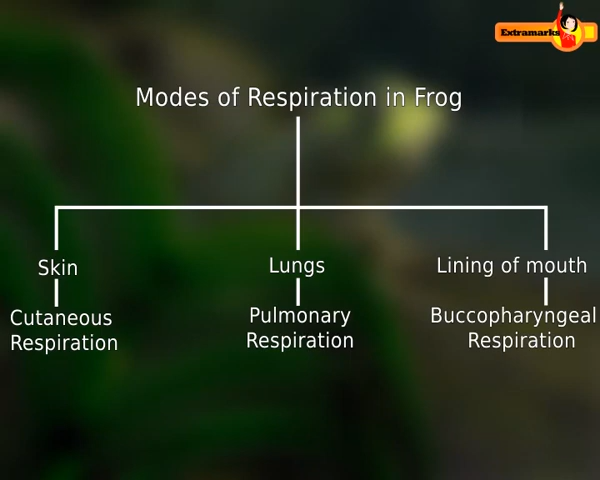 Extramarks
Modes of Respiration in Frog
Skin
Lungs
Lining of mouth
Cutaneous
Respiration
Pulmonary
Respiration
Buccopharyngeal
Respiration